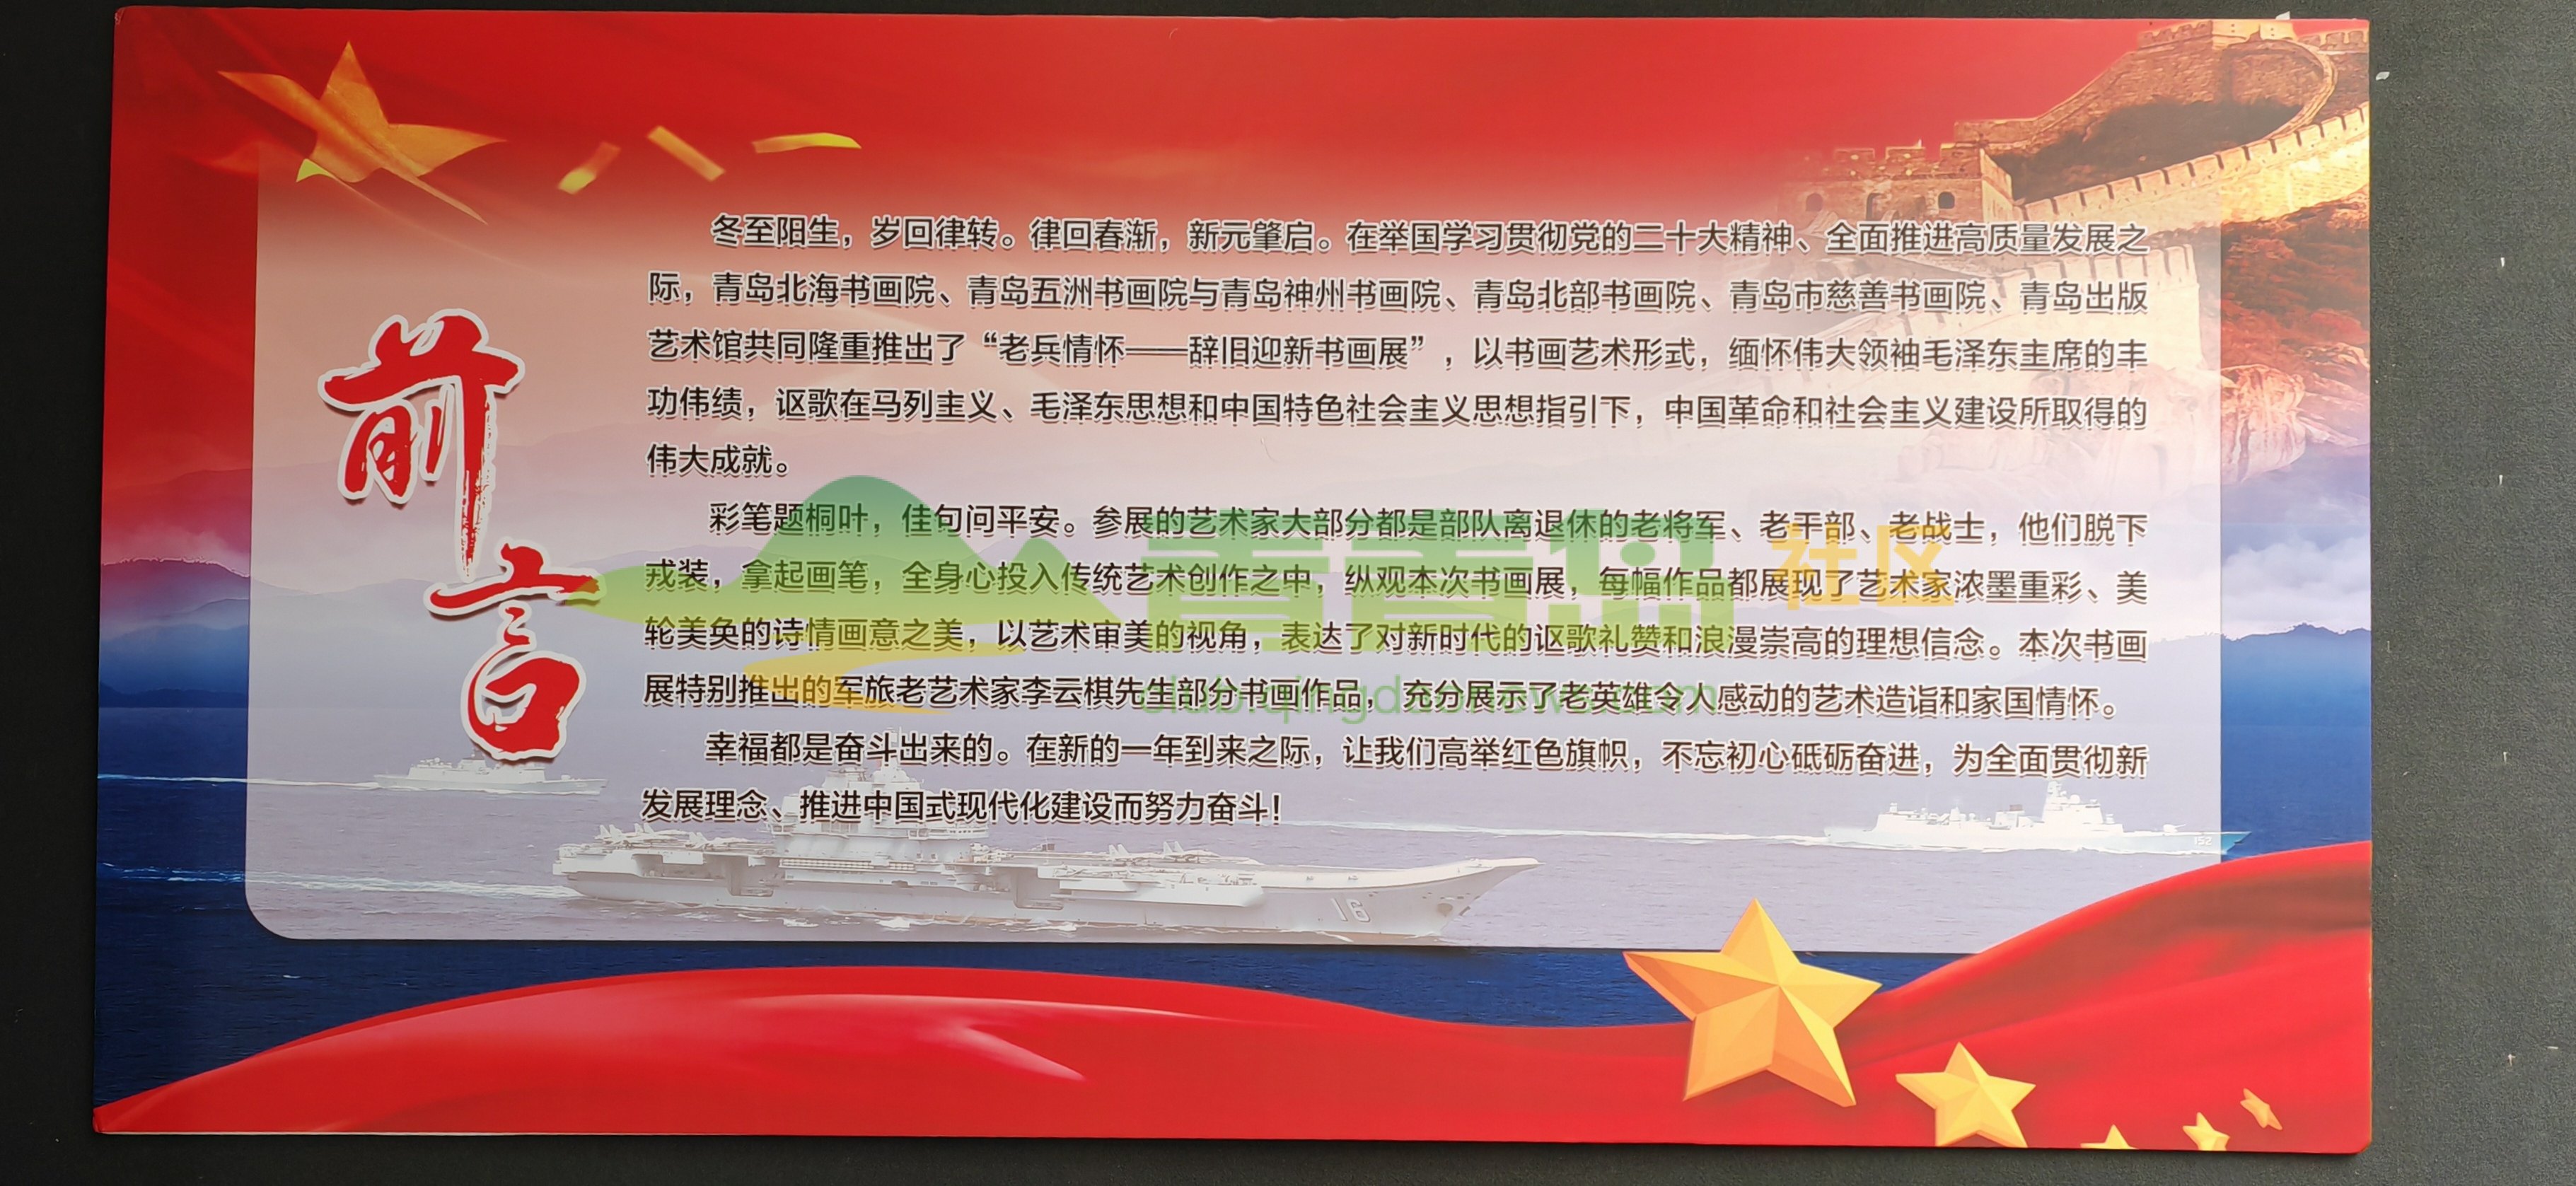 前言
冬至阳生，岁回律转。律回春渐，新元肇启。在举国学习贯彻党的二十大精神、全面推进高质量发展之
际，青岛北海书画院、青岛五洲书画院与青岛神州书画院、青岛北部书画院、青岛市慈善书画院、青岛出版
艺术馆共同隆重推出了“老兵情怀——辞旧迎新书画展”，以书画艺术形式，缅怀伟大领袖毛泽东主席的丰
功伟绩，讴歌在马列主义、毛泽东思想和中国特色社会主义思想指引下，中国革命和社会主义建设所取得的
伟大成就。
彩笔题桐叶，佳句问平安。参展的艺术家大部分都是部队离退休的老将军、老干部、老战士，他们脱下
戎装，拿起画笔，全身心投入传统艺术创作之中，纵观本次书画展，每幅作品都展现了艺术家浓墨重彩、美
轮美奂的诗情画意之美，以艺术审美的视角，表达了对新时代的讴歌礼赞和浪漫崇高的理想信念。本次书画
展特别推出的军旅老艺术家李云棋先生部分书画作品，充分展示了老英雄令人感动的艺术造诣和家国情怀。
幸福都是奋斗出来的。在新的一年到来之际，让我们高举红色旗帜，不忘初心砥砺奋进，为全面贯彻新
发展理念、推进中国式现代化建设而努力奋斗！
青青岛 社区
club.qingdaonews.com
16
152